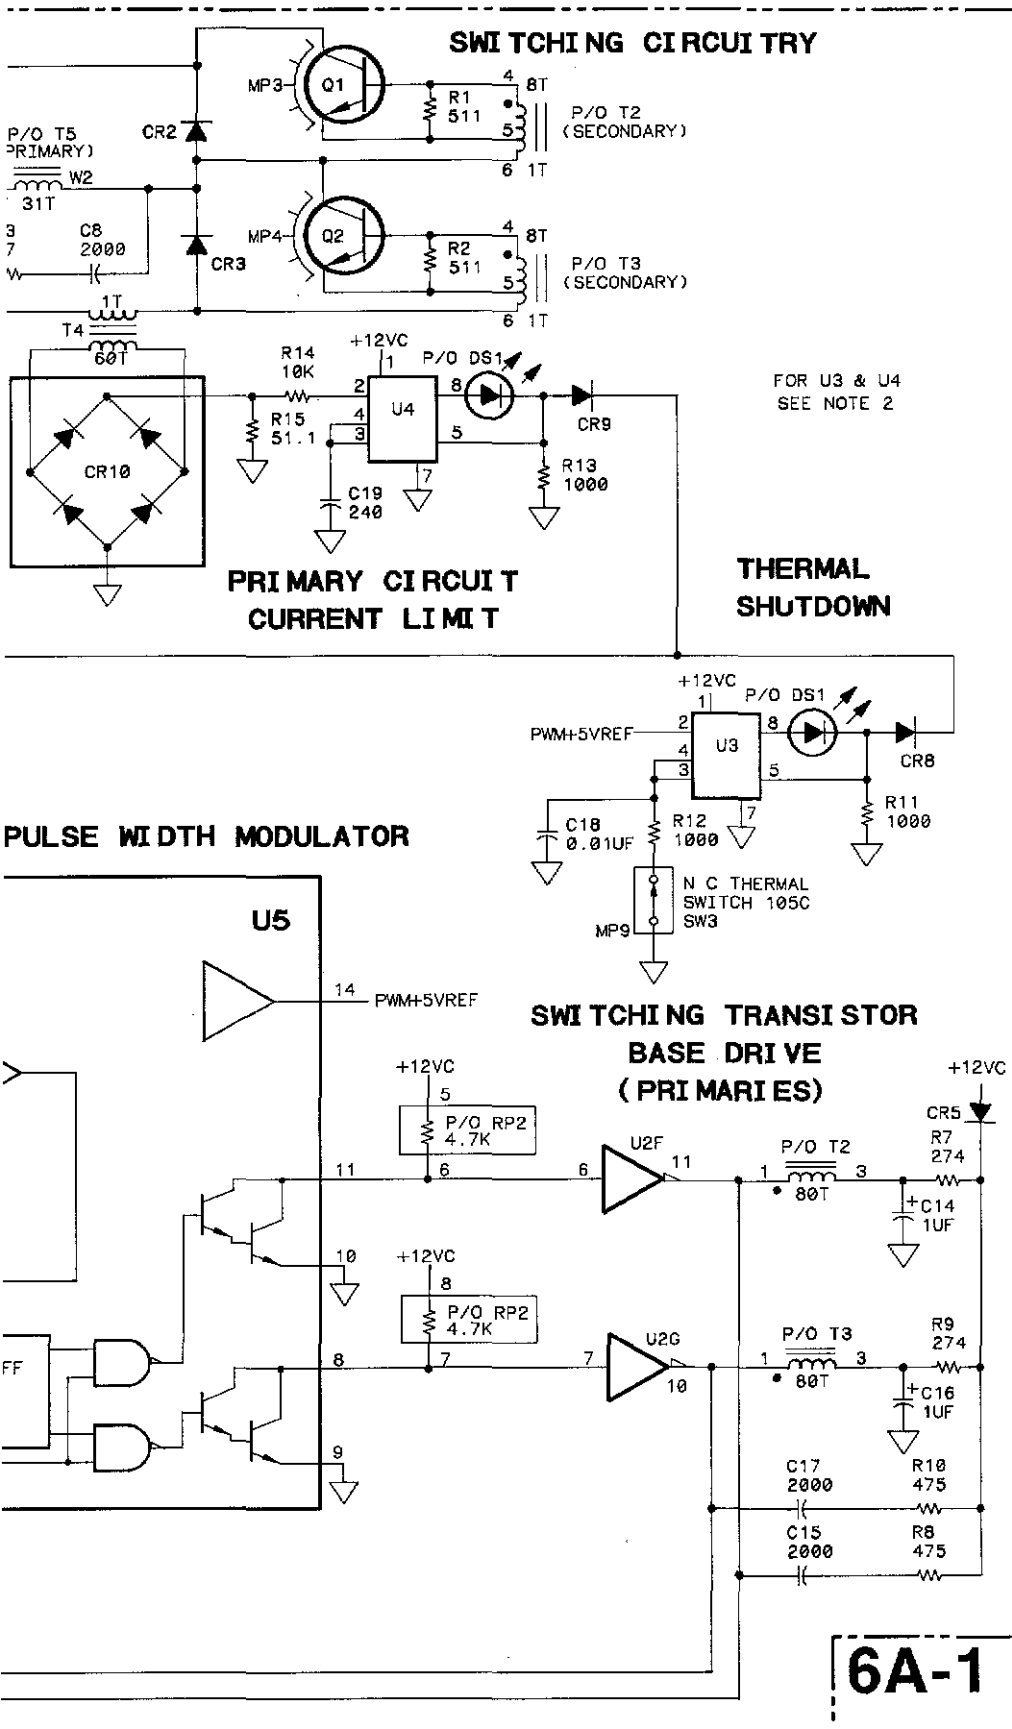 SWITCHING CIRCUITRY
MP3
Q1
R1
511
4
8T
5
6 1T
P/O T2
(SECONDARY)
P/O T5
PRIMARY)
CR2
W2
31T
3
7
C8
2000
CR3
MP4
Q2
R2
511
4
8T
5
6 1T
P/O T3
(SECONDARY)
1T
T4
60T
CR10
R14
10K
R15
51.1
+12VC
1
2
4
3
U4
8
5
7
C19
240
P/O DS1
CR9
R13
1000
FOR U3 & U4
SEE NOTE 2
PRIMARY CIRCUIT
CURRENT LIMIT
THERMAL
SHUTDOWN
+12VC
1
PWM+5VREF
2
4
3
U3
8
5
7
P/O DS1
CR8
R11
1000
C18
0.01UF
R12
1000
N C THERMAL
SWITCH 105C
SW3
MP9
PULSE WIDTH MODULATOR
U5
14
PWM+5VREF
SWITCHING TRANSISTOR
BASE DRIVE
(PRIMARIES)
+12VC
5
P/O RP2
4.7K
11
6
6
U2F
11
1
P/O T2
80T
3
+12VC
CR5
R7
274
+
C14
1UF
10
+12VC
8
P/O RP2
4.7K
FF
8
7
7
U2G
10
1
P/O T3
80T
3
R9
274
+
C16
1UF
9
C17
2000
R10
475
C15
2000
R8
475
6A-1